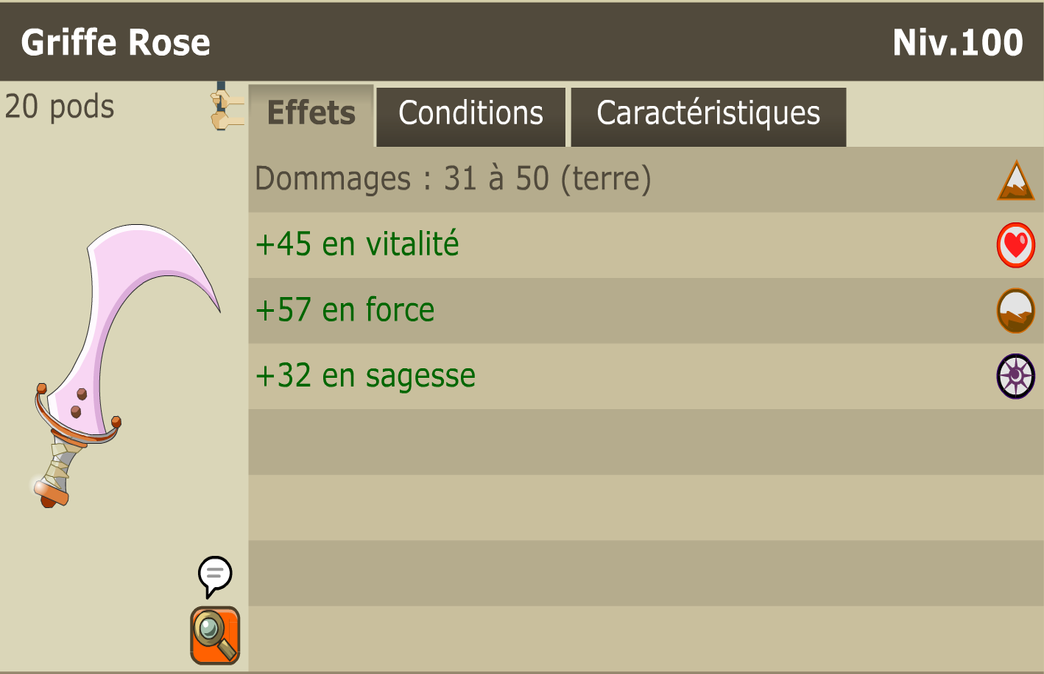 Griffe Rose
Niv.100
20 pods
Effets
Conditions
Caractéristiques
Dommages : 31 à 50 (terre)
+45 en vitalité
+57 en force
+32 en sagesse